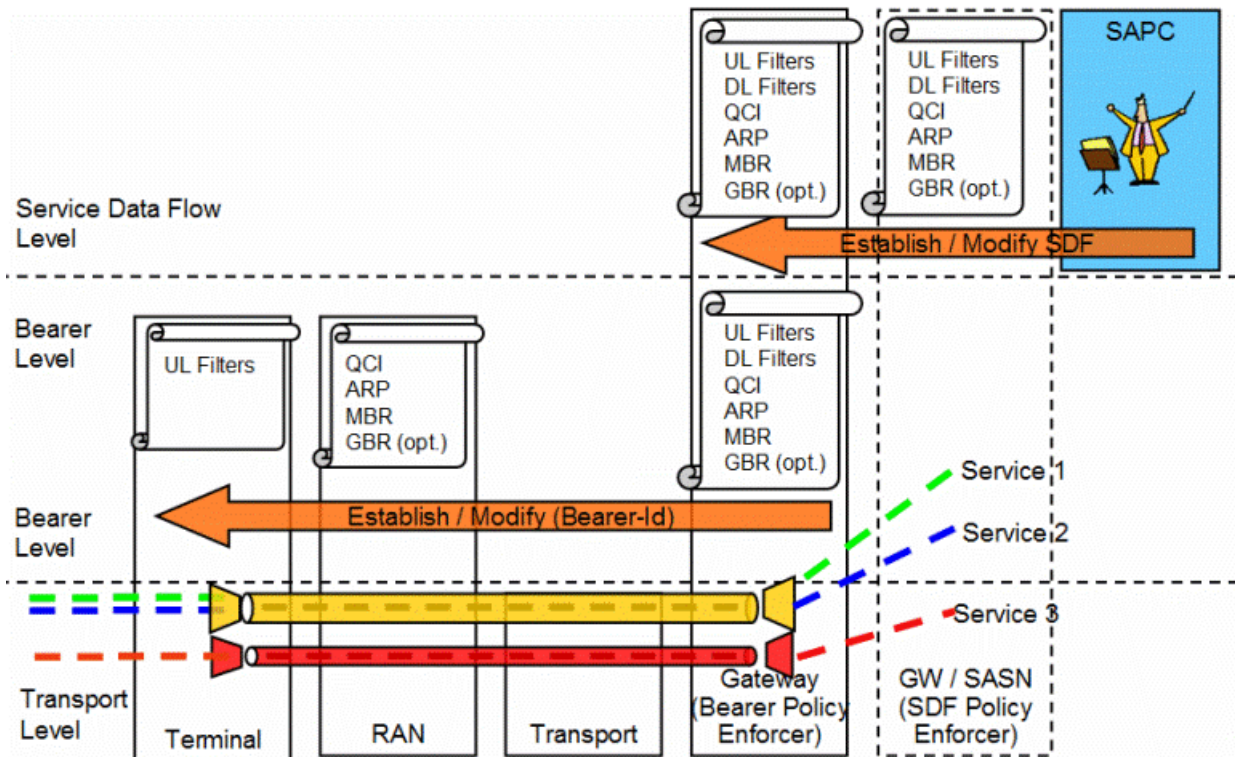 SAPC
UL Filters
DL Filters
QCI
ARP
MBR
GBR (opt.)
UL Filters
DL Filters
QCI
ARP
MBR
GBR (opt.)
Service Data Flow
Level
Establish / Modify SDF
Bearer
Level
UL Filters
QCI
ARP
MBR
GBR (opt.)
UL Filters
DL Filters
QCI
ARP
MBR
GBR (opt.)
Bearer
Level
Establish / Modify (Bearer-Id)
Service 1
Service 2
Service 3
Transport
Level
Terminal
RAN
Transport
Gateway
(Bearer Policy
Enforcer)
GW / SASN
(SDF Policy
Enforcer)